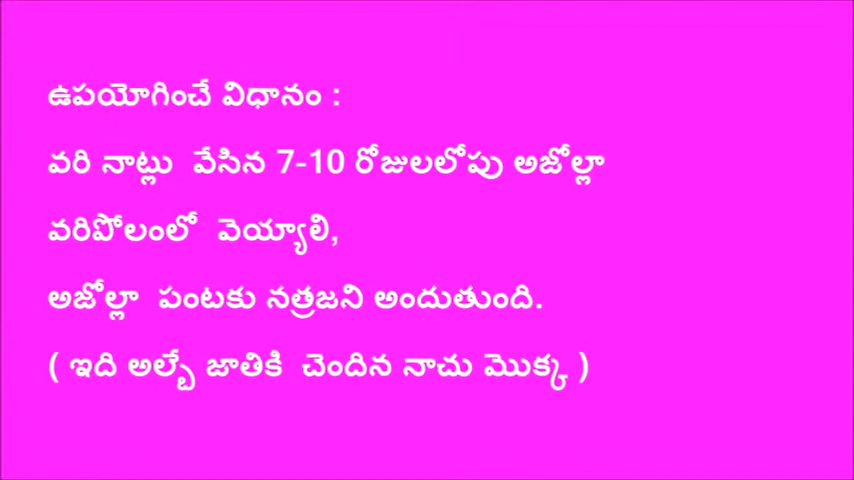 ఉపయోగించే విధానం :
వరి నాట్లు వేసిన 7-10 రోజులలోపు అజోల్లా
వరిపోలంలో వెయ్యాలి,
అజోల్లా పంటకు నత్రజని అందుతుంది.
( ఇది అల్బే జాతికి చెందిన నాచు మొక్క )